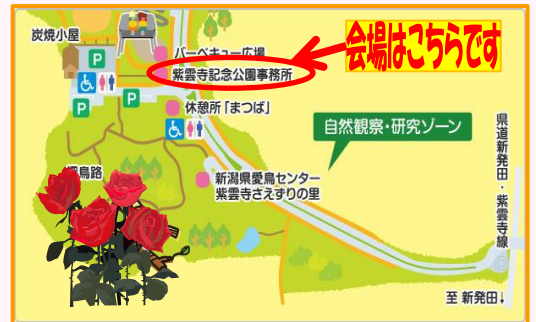 炭焼小屋
会場はこちらです
バーベキュー広場
紫雲寺記念公園事務所
P
P
P
休憩所「まつば」
自然観察・研究ゾーン
県道新発田・紫雲寺線
新潟県愛鳥センター
紫雲寺さえずりの里
至 新発田↓